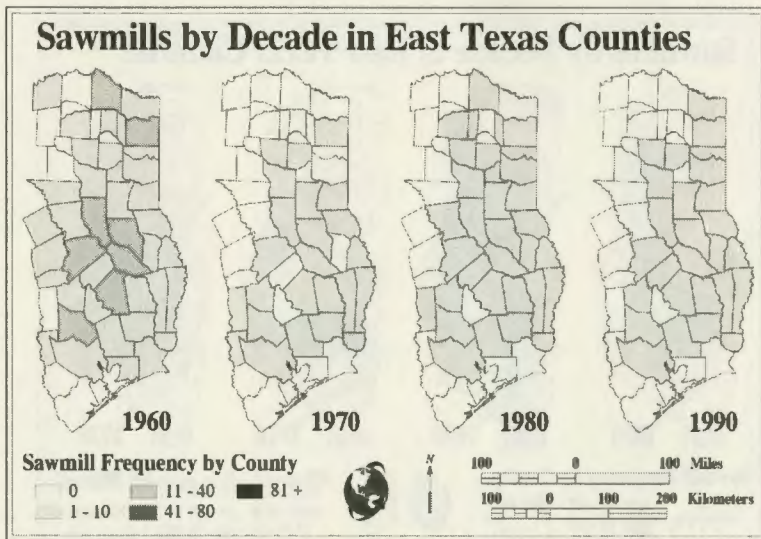 Sawmills by Decade in East Texas Counties
1960 1970 1980 1990
Sawmill Frequency by County
0 11 - 40 81 +
1 - 10 41 - 80
N
100 0 100 Miles
100 0 100 200 Kilometers